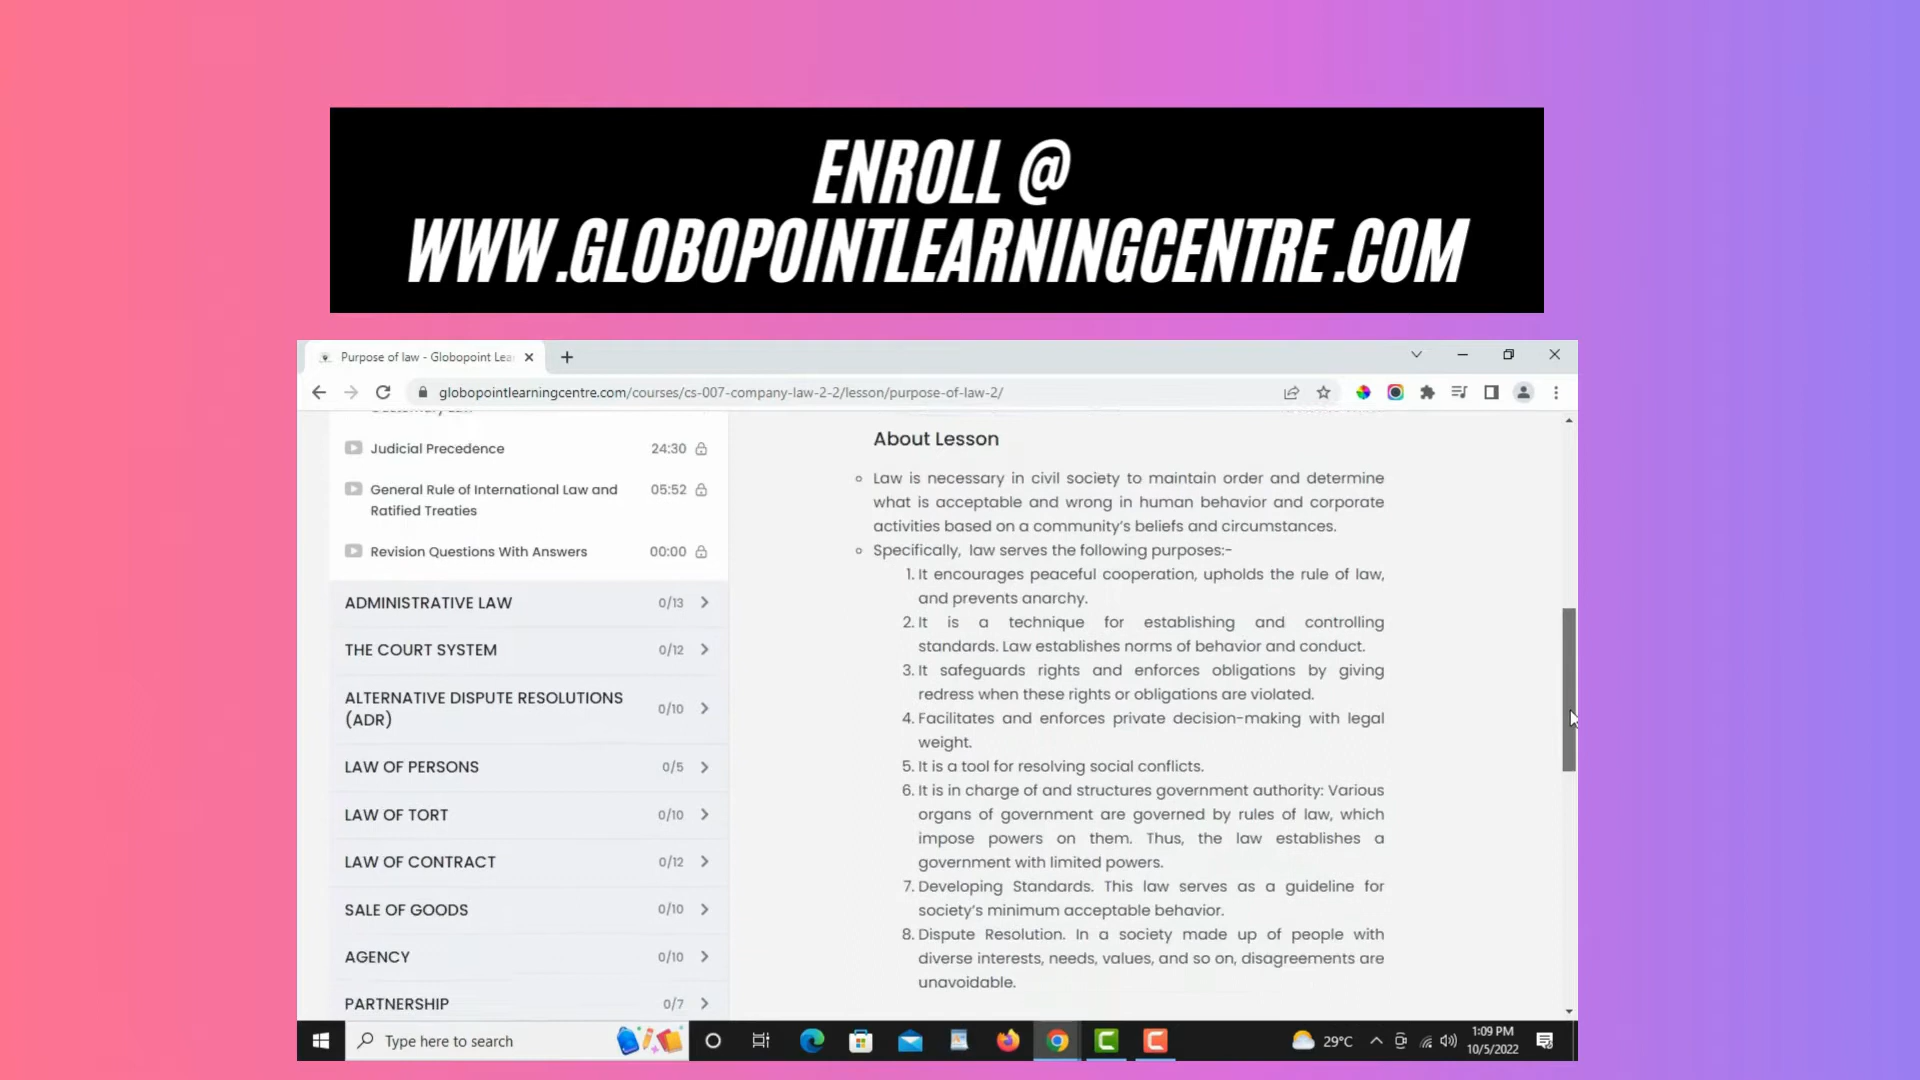 ENROLL @
WWW.GLOBOPOINTLEARNINGCENTRE.COM
Purpose of law - Globopoint Lea
globopointlearningcentre.com/courses/cs-007-company-law-2-2/lesson/purpose-of-law-2/
Judicial Precedence 24:30
General Rule of International Law and 05:52
Ratified Treaties
Revision Questions With Answers 00:00
ADMINISTRATIVE LAW 0/13
THE COURT SYSTEM 0/12
ALTERNATIVE DISPUTE RESOLUTIONS
(ADR) 0/10
LAW OF PERSONS 0/5
LAW OF TORT 0/10
LAW OF CONTRACT 0/12
SALE OF GOODS 0/10
AGENCY 0/10
PARTNERSHIP 0/7
About Lesson
Law is necessary in civil society to maintain order and determine
what is acceptable and wrong in human behavior and corporate
activities based on a community's beliefs and circumstances.
Specifically, law serves the following purposes:-
1. It encourages peaceful cooperation, upholds the rule of law,
and prevents anarchy.
2. It is a technique for establishing and controlling
standards. Law establishes norms of behavior and conduct.
3. It safeguards rights and enforces obligations by giving
redress when these rights or obligations are violated.
4. Facilitates and enforces private decision-making with legal
weight.
5. It is a tool for resolving social conflicts.
6. It is in charge of and structures government authority: Various
organs of government are governed by rules of law, which
impose powers on them. Thus, the law establishes a
government with limited powers.
7. Developing Standards. This law serves as a guideline for
society's minimum acceptable behavior.
8. Dispute Resolution. In a society made up of people with
diverse interests, needs, values, and so on, disagreements are
unavoidable.
Type here to search
29°C
1:09 PM
10/5/2022